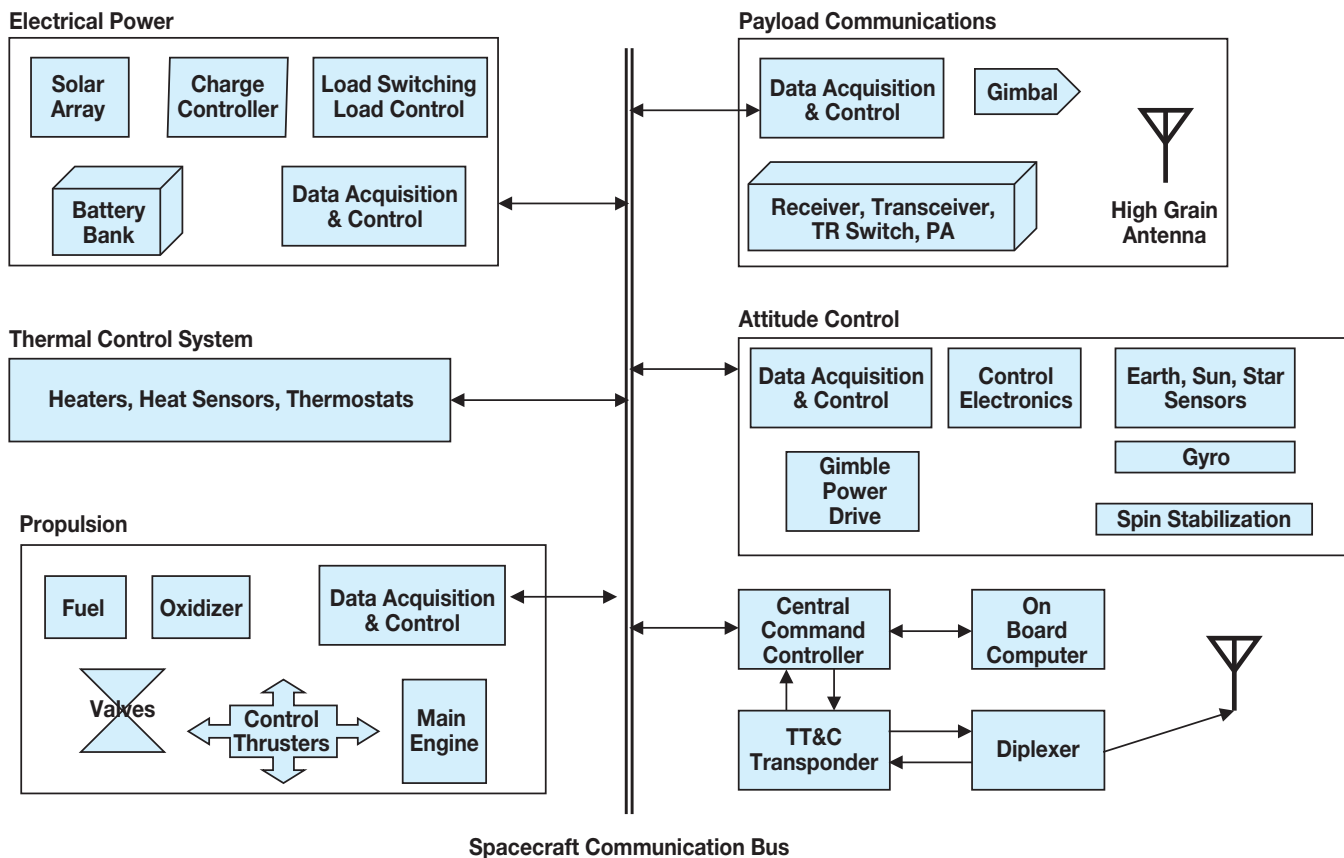 Electrical Power
Solar
Array
Charge
Controller
Load Switching
Load Control
Battery
Bank
Data Acquisition
& Control
Thermal Control System
Heaters, Heat Sensors, Thermostats
Propulsion
Fuel
Oxidizer
Data Acquisition
& Control
Valves
Control
Thrusters
Main
Engine
Payload Communications
Data Acquisition
& Control
Gimbal
Receiver, Transceiver,
TR Switch, PA
High Grain
Antenna
Attitude Control
Data Acquisition
& Control
Control
Electronics
Earth, Sun, Star
Sensors
Gimble
Power
Drive
Gyro
Spin Stabilization
Central
Command
Controller
On
Board
Computer
TT&C
Transponder
Diplexer
Spacecraft Communication Bus